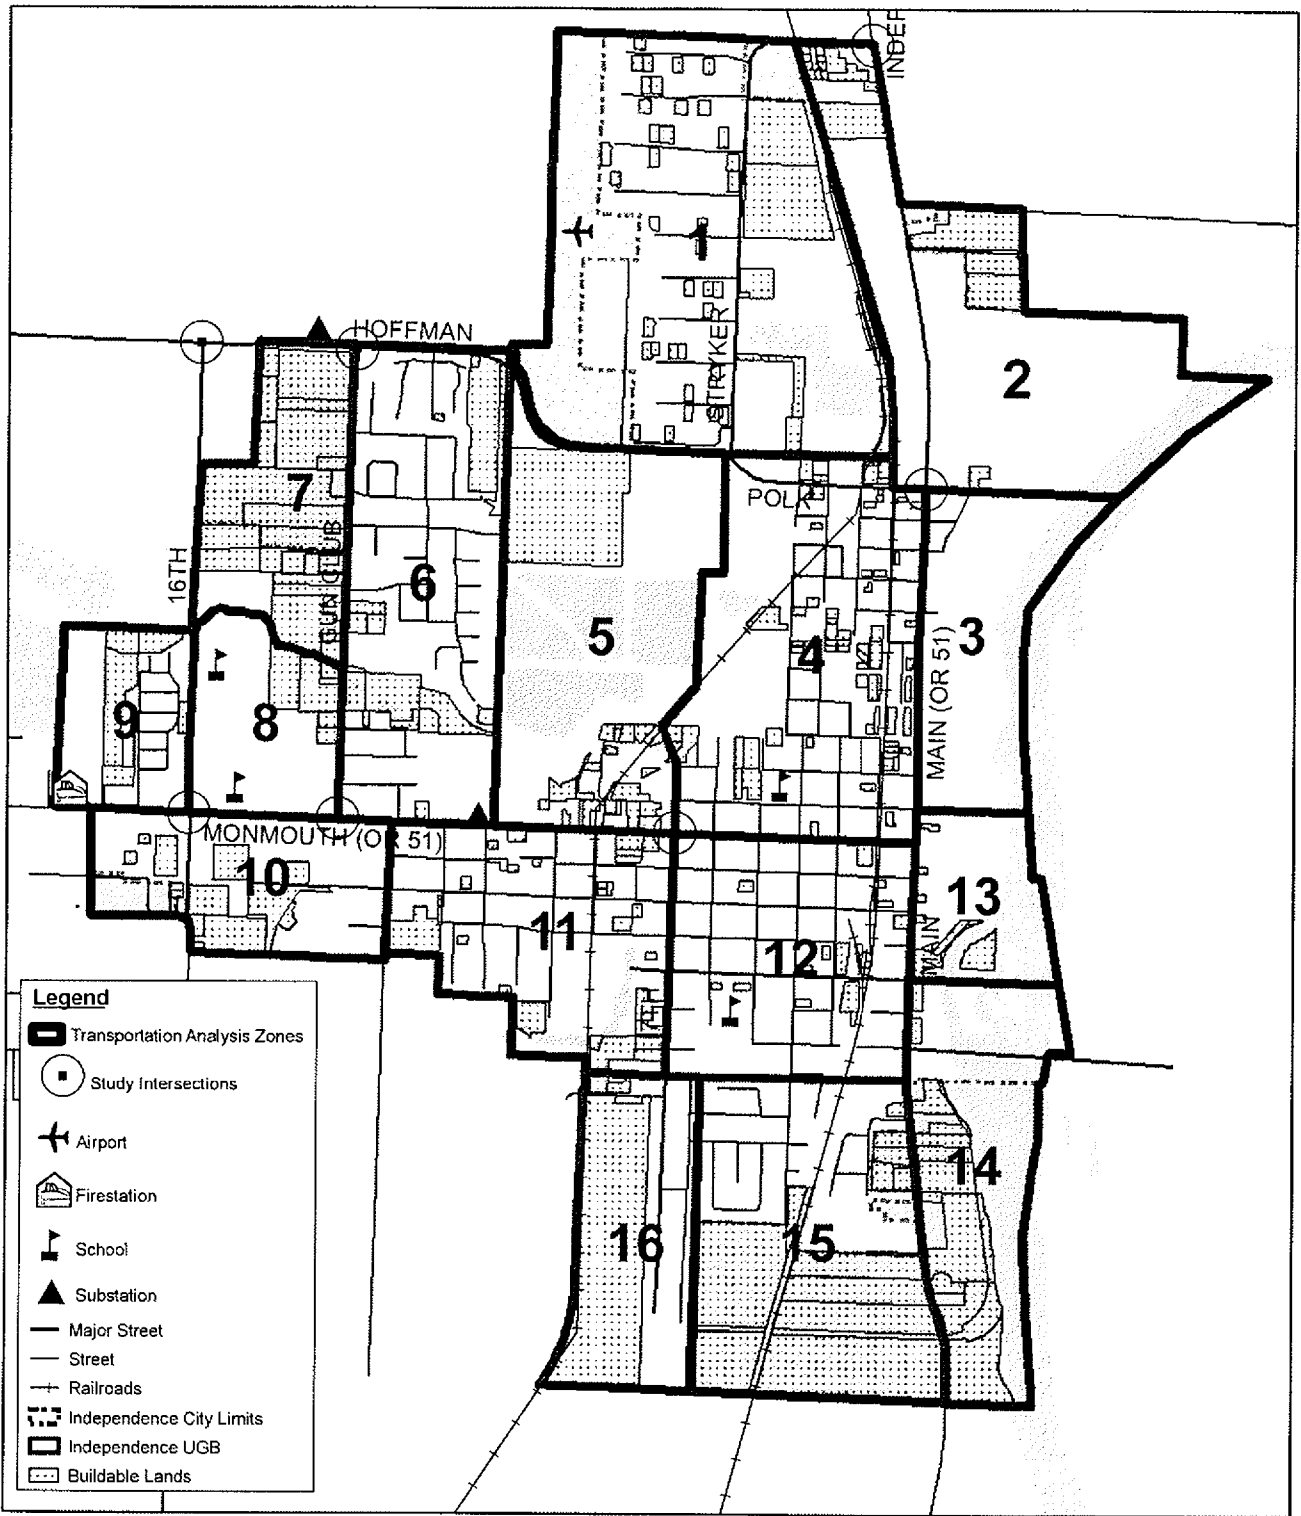 INDEP
1
STRYKER
2
HOFFMAN
7
GUN CLUB
16TH
6
5
POLK
4
3
MAIN (OR 51)
9
8
MONMOUTH (OR 51)
10
11
12
13
MAIN
14
15
16
Legend
Transportation Analysis Zones
Study Intersections
Airport
Firestation
School
Substation
Major Street
Street
Railroads
Independence City Limits
Independence UGB
Buildable Lands